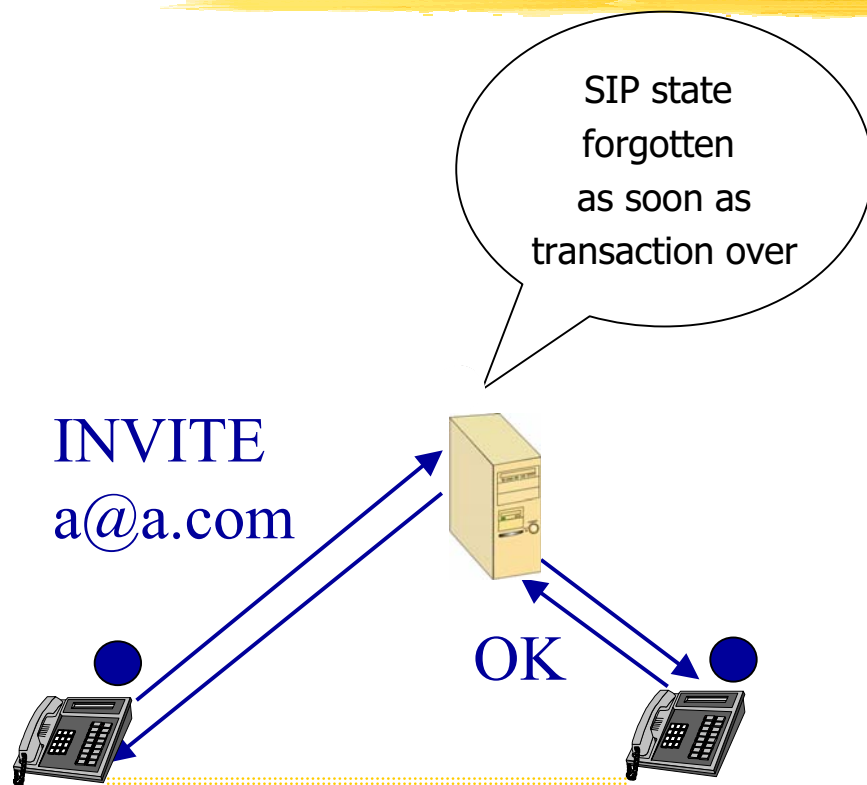 SIP state
forgotten
as soon as
transaction over
INVITE
a@a.com
OK